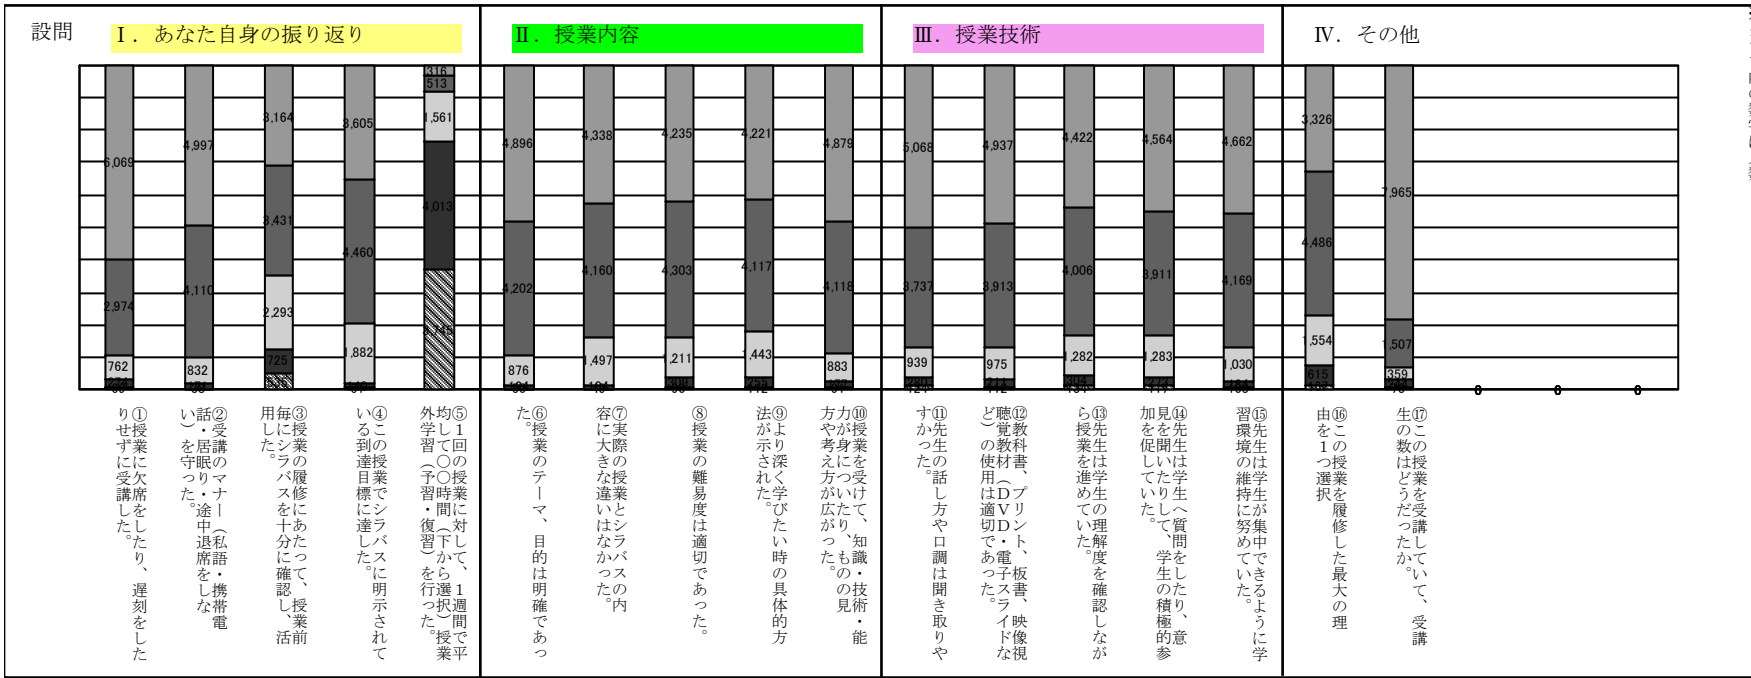 設問
Ⅰ．あなた自身の振り返り
Ⅱ．授業内容
Ⅲ．授業技術
Ⅳ．その他
6,069
2,974
762
274
4,997
4,110
832
3,164
3,431
2,293
725
536
3,605
4,460
1,882
316
513
1,561
4,013
3,745
4,896
4,202
876
4,338
4,160
1,497
4,235
4,303
1,211
4,221
4,117
1,443
255
112
4,879
4,118
883
5,068
3,737
939
4,937
3,913
975
211
112
4,422
4,006
1,282
304
4,564
3,911
1,283
4,662
4,169
1,030
3,326
4,486
1,554
615
7,965
1,507
359
0
0
0
①授業に欠席をしたり、遅刻をした
りせずに受講した。
②受講のマナー（私語・携帯電
話・居眠り・途中退席をしな
い）を守った。
③授業の履修にあたって、授業前
毎にシラバスを十分に確認し、活
用した。
④この授業でシラバスに明示されて
いる到達目標に達した。
⑤１回の授業に対して、１週間で平
均して〇〇時間（下から選択）授業
外学習（予習・復習）を行った。
⑥授業のテーマ、目的は明確であっ
た。
⑦実際の授業とシラバスの内
容に大きな違いはなかった。
⑧授業の難易度は適切であった。
⑨より深く学びたい時の具体的方
法が示された。
⑩授業を受けて、知識・技術・能
力が身についたり、ものの見
方や考え方が広がった。
⑪先生の話し方や口調は聞き取りや
すかった。
⑫教科書、プリント、板書、映像視
聴覚教材（ＤＶＤ・電子スライドな
ど）の使用は適切であった。
⑬先生は学生の理解度を確認しなが
ら授業を進めていた。
⑭先生は学生へ質問をしたり、意
見を聞いたりして、学生の積極的参
加を促していた。
⑮先生は学生が集中できるように学
習環境の維持に努めていた。
⑯この授業を履修した最大の理
由を１つ選択
⑰この授業を受講していて、受講
生の数はどうだったか。